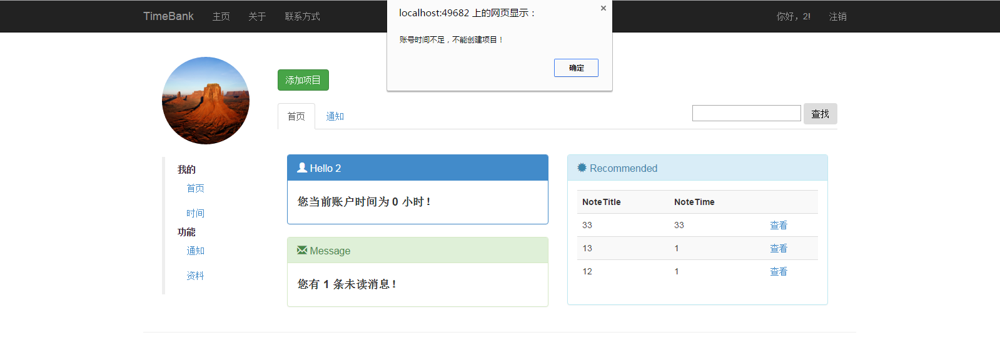 TimeBank 主页 关于 联系方式 你好，2! 注销
localhost:49682 上的网页显示：
账号时间不足，不能创建项目！
确定
添加项目
首页 通知 查找
我的
首页
时间
功能
通知
资料
Hello 2
您当前账户时间为 0 小时！
Message
您有 1 条未读消息！
Recommended
NoteTitle NoteTime
33 33 查看
13 1 查看
12 1 查看